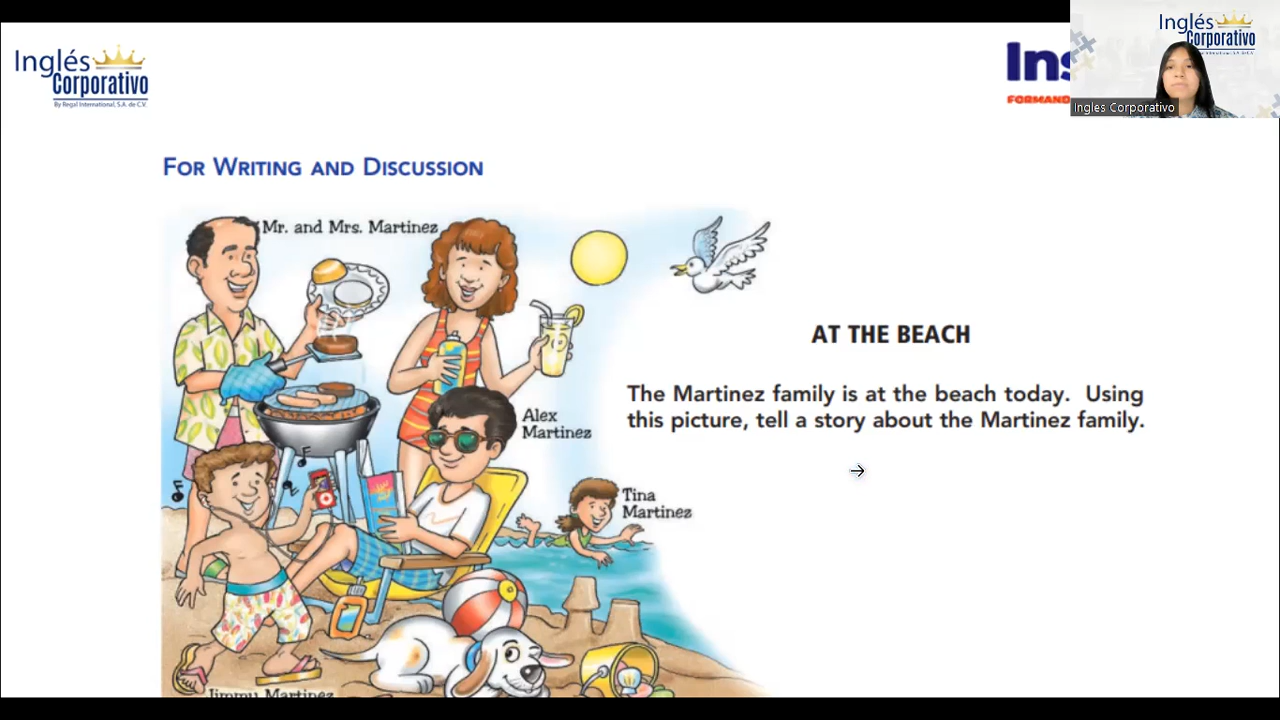 Inglés
Corporativo
By Regal International, S.A. de C.V.
Inglés
Corporativo
Ingles Corporativo
FOR WRITING AND DISCUSSION
Mr. and Mrs. Martinez
AT THE BEACH
The Martinez family is at the beach today. Using
this picture, tell a story about the Martinez family.
Alex
Martinez
Tina
Martinez
Jimmy Martinez